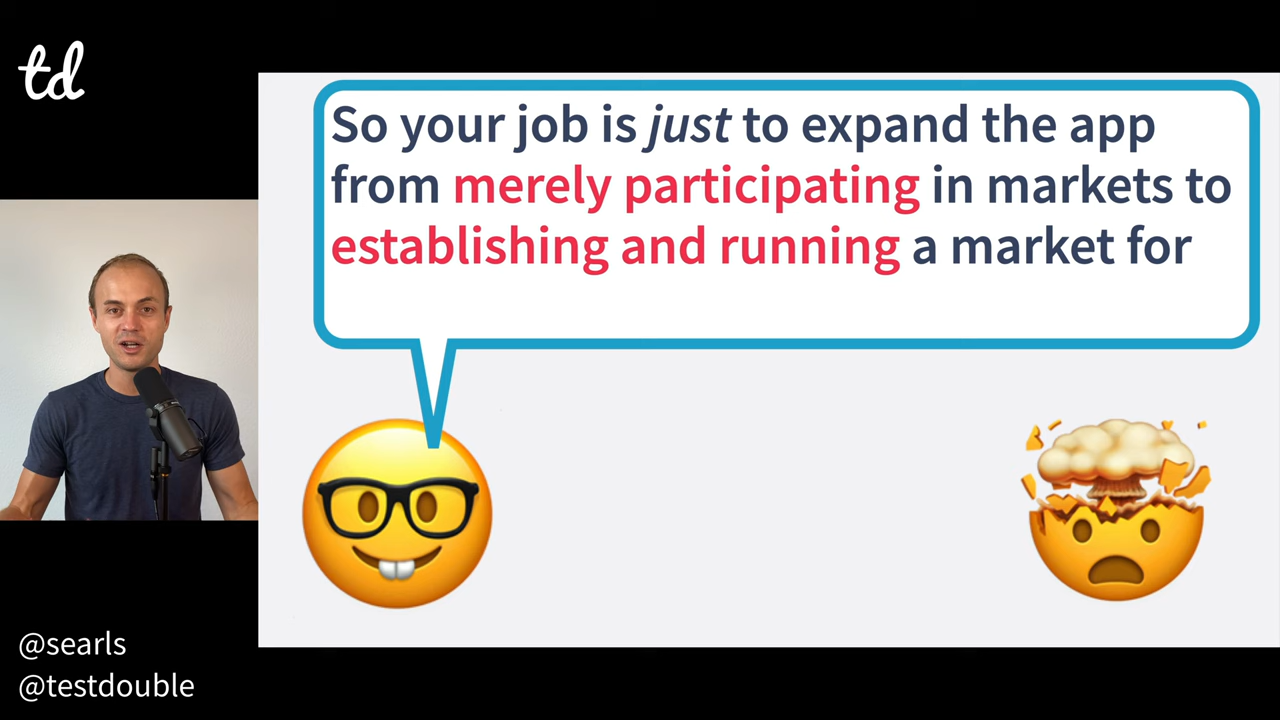 td
So your job is just to expand the app
from merely participating in markets to
establishing and running a market for
@searls
@testdouble